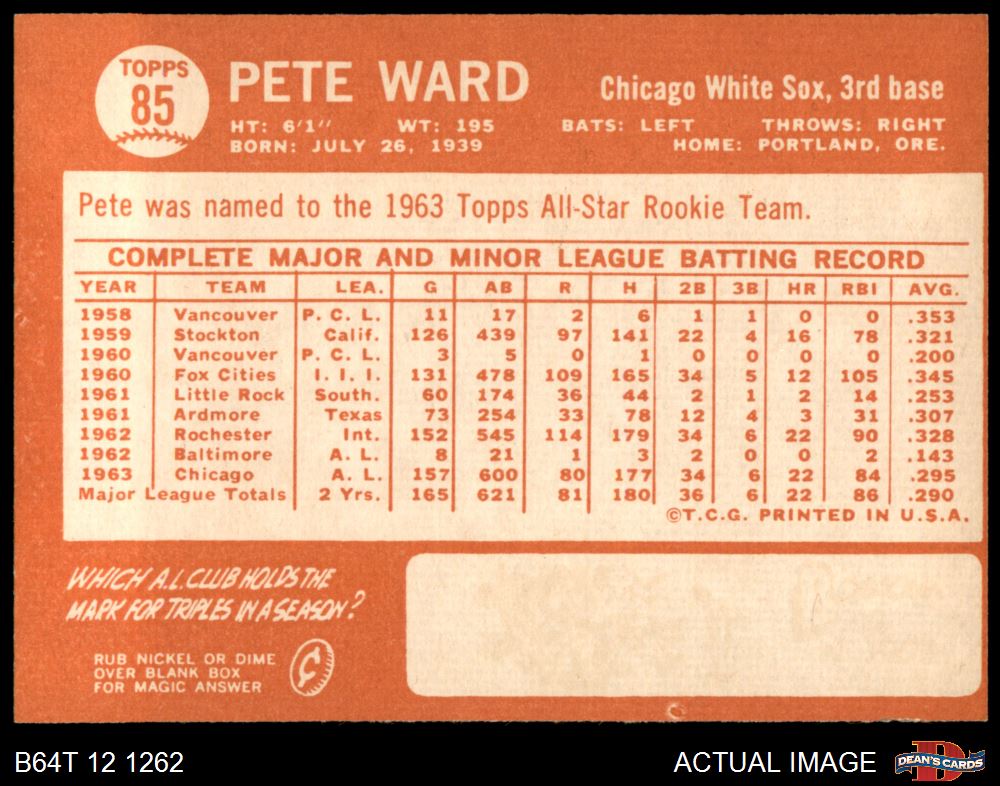 TOPPS
85
PETE WARD
Chicago White Sox, 3rd base
HT: 6'1" WT: 195 BATS: LEFT THROWS: RIGHT
BORN: JULY 26, 1939 HOME: PORTLAND, ORE.
Pete was named to the 1963 Topps All-Star Rookie Team.
COMPLETE MAJOR AND MINOR LEAGUE BATTING RECORD
YEAR TEAM LEA. G AB R H 2B 3B HR RBI AVG.
1958 Vancouver P. C. L. 11 17 2 6 1 1 0 0 .353
1959 Stockton Calif. 126 439 97 141 22 4 16 78 .321
1960 Vancouver P. C. L. 3 5 0 1 0 0 0 0 .200
1960 Fox Cities I. I. I. 131 478 109 165 34 5 12 105 .345
1961 Little Rock South. 60 174 36 44 2 1 2 14 .253
1961 Ardmore Texas 73 254 33 78 12 4 3 31 .307
1962 Rochester Int. 152 545 114 179 34 6 22 90 .328
1962 Baltimore A. L. 8 21 1 3 2 0 0 2 .143
1963 Chicago A. L. 157 600 80 177 34 6 22 84 .295
Major League Totals 2 Yrs. 165 621 81 180 36 6 22 86 .290
©T.C.G. PRINTED IN U.S.A.
WHICH A.L. CLUB HOLDS THE
MARK FOR TRIPLES IN A SEASON?
RUB NICKEL OR DIME
OVER BLANK BOX
FOR MAGIC ANSWER
B64T 12 1262
ACTUAL IMAGE
DEAN'S CARDS